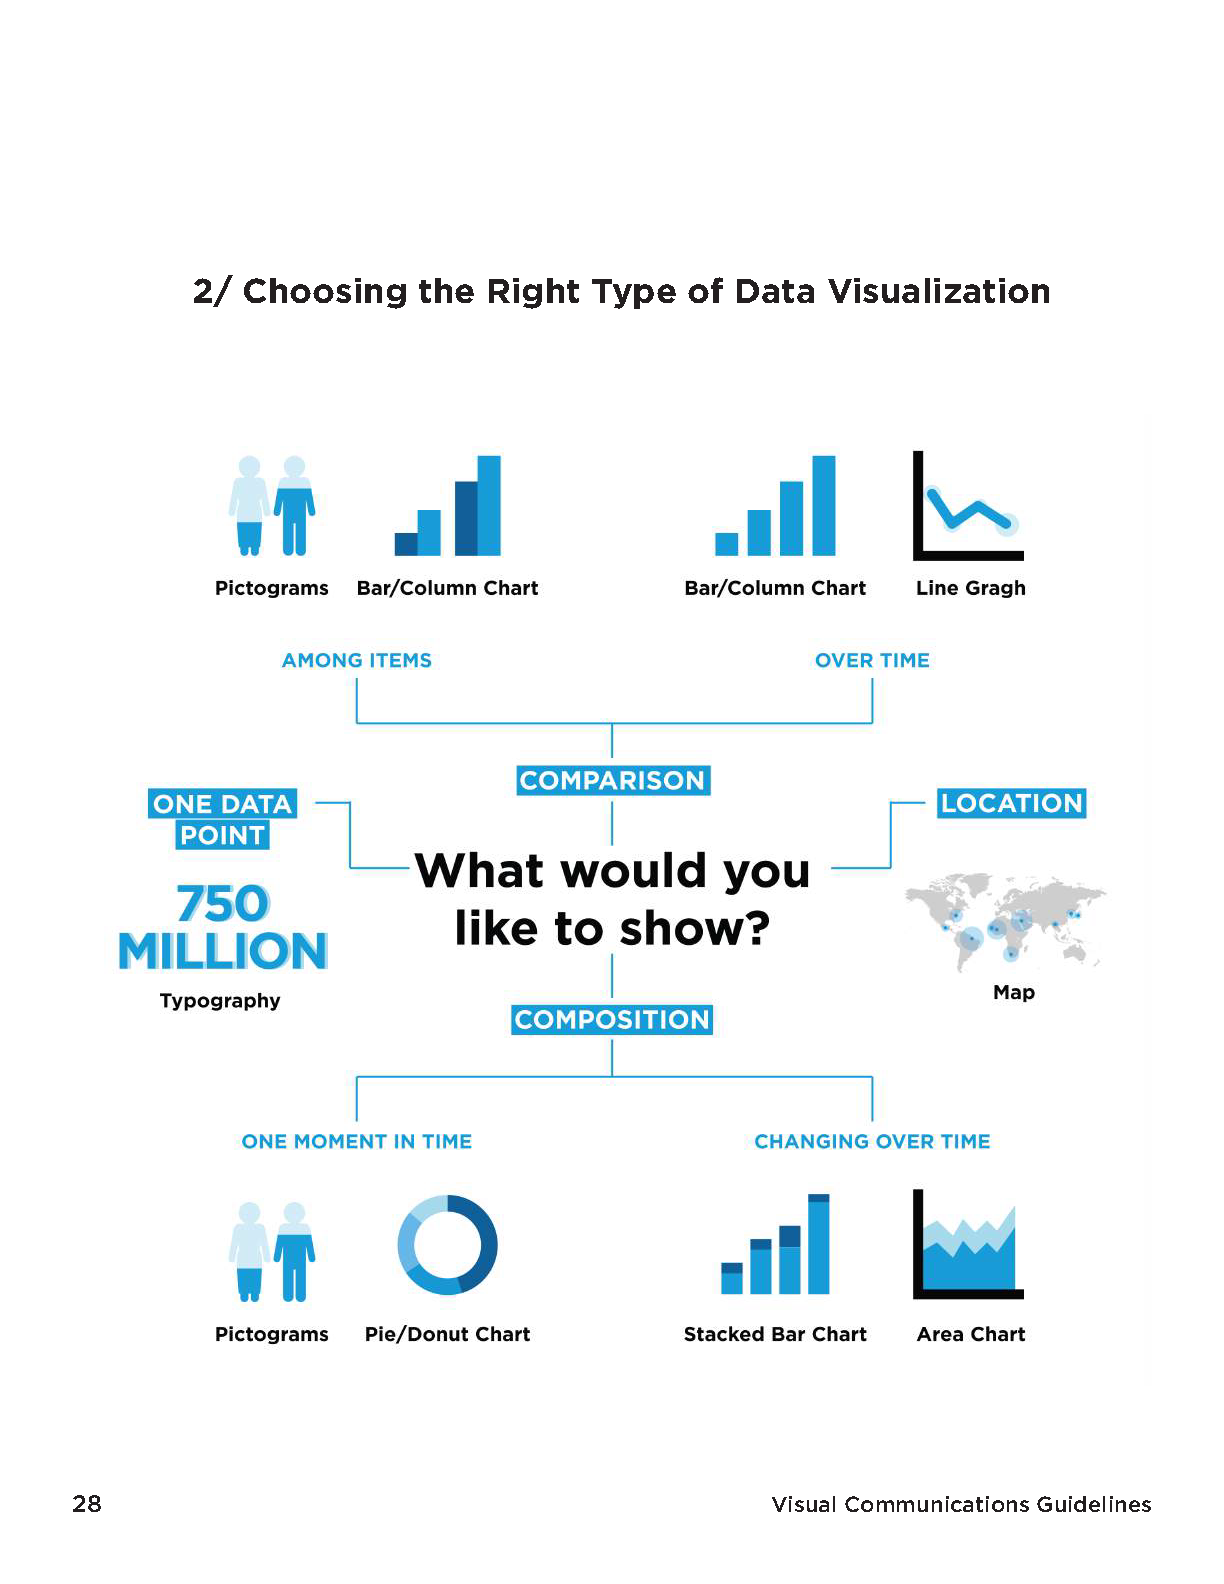 2/ Choosing the Right Type of Data Visualization
Pictograms
Bar/Column Chart
Bar/Column Chart
Line Gragh
AMONG ITEMS
OVER TIME
COMPARISON
ONE DATA
POINT
LOCATION
750
MILLION
Typography
What would you
like to show?
Map
COMPOSITION
ONE MOMENT IN TIME
CHANGING OVER TIME
Pictograms
Pie/Donut Chart
Stacked Bar Chart
Area Chart
28
Visual Communications Guidelines